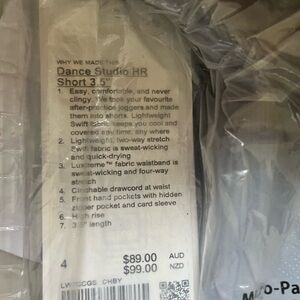 WHY WE MADE THIS
Dance Studio HR
Short 3.5"
1. Easy, comfortable, and never
clingy. We took your favourite
after-practice joggers and made
them into shorts. Lightweight
Swift fabric keeps you cool and
covered any time, any where
2. Lightweight, two-way stretch
Swift fabric is sweat-wicking
and quick-drying
3. Luxtreme™ fabric waistband is
sweat-wicking and four-way
stretch
4. Cinchable drawcord at waist
5. Front hand pockets with hidden
zipper pocket and card sleeve
6. High rise
7. 3.5" length
4
$89.00 AUD
$99.00 NZD
CHBY